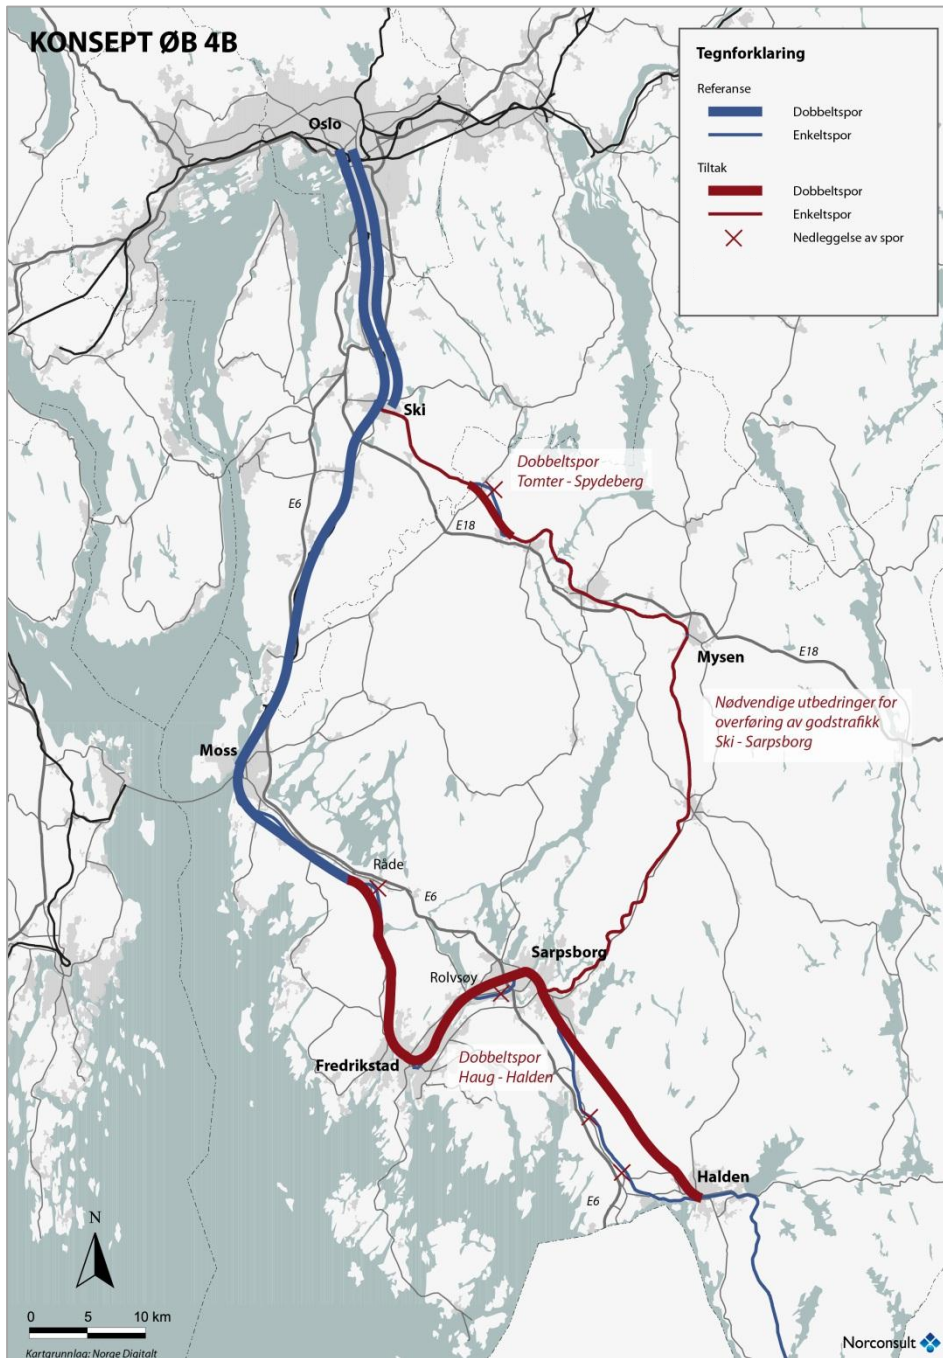 KONSEPT ØB 4B
Tegnforklaring
Referanse
Dobbeltspor
Enkeltspor
Tiltak
Dobbeltspor
Enkeltspor
Nedleggelse av spor
Oslo
Ski
Dobbeltspor-
Tomter - Spydeberg
E6
E18
Mysen
E18
Nødvendige utbedringer for
overføring av godstrafikk
Ski - Sarpsborg
Moss
Råde
E6
Sarpsborg
Rolvsøy
Fredrikstad
Dobbeltspor
Haug - Halden
Halden
E6
N
0 5 10 km
Kartgrunnlag: Norge Digitalt
Norconsult